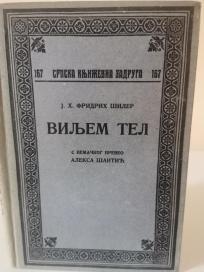 167 СРПСКА КЊИЖЕВНА ЗАДРУГА 167
Ј. Х. ФРИДРИХ ШИЛЕР
ВИЉЕМ ТЕЛ
С НЕМАЧКОГ ПРЕВЕО
АЛЕКСА ШАНТИЋ